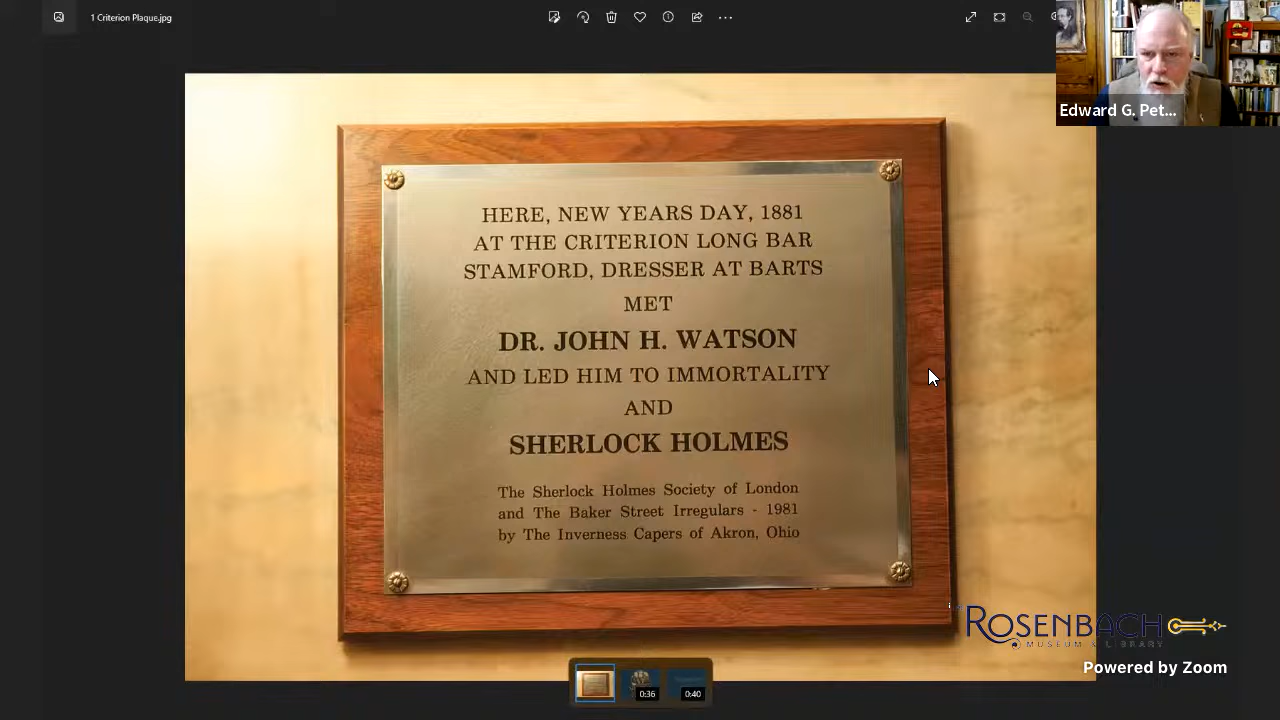 1 Criterion Plaque.jpg
Edward G. Pet...
HERE, NEW YEARS DAY, 1881
AT THE CRITERION LONG BAR
STAMFORD, DRESSER AT BARTS
MET
DR. JOHN H. WATSON
AND LED HIM TO IMMORTALITY
AND
SHERLOCK HOLMES
The Sherlock Holmes Society of London
and The Baker Street Irregulars - 1981
by The Inverness Capers of Akron, Ohio
ROSENBACH
MUSEUM & LIBRARY
Powered by Zoom
0:36
0:40